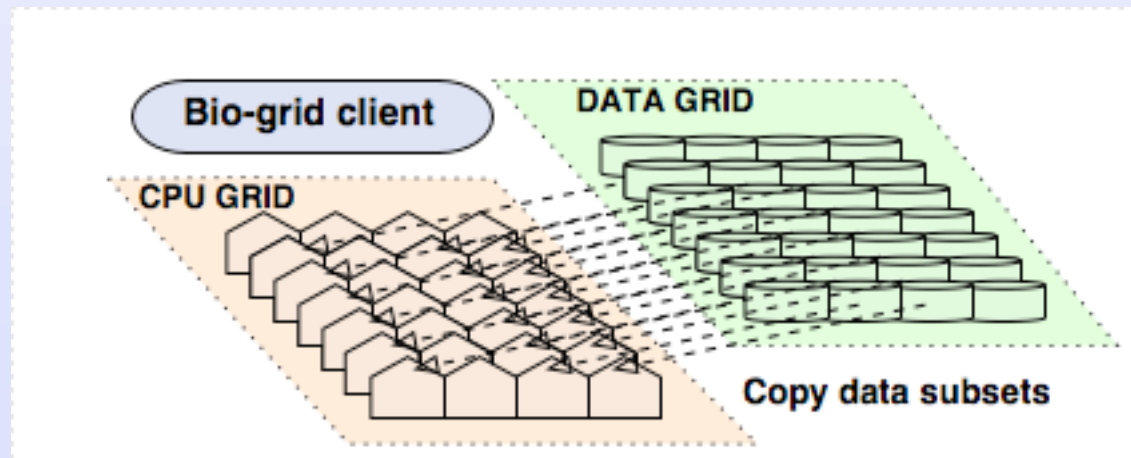 Bio-grid client
DATA GRID
CPU GRID
Copy data subsets